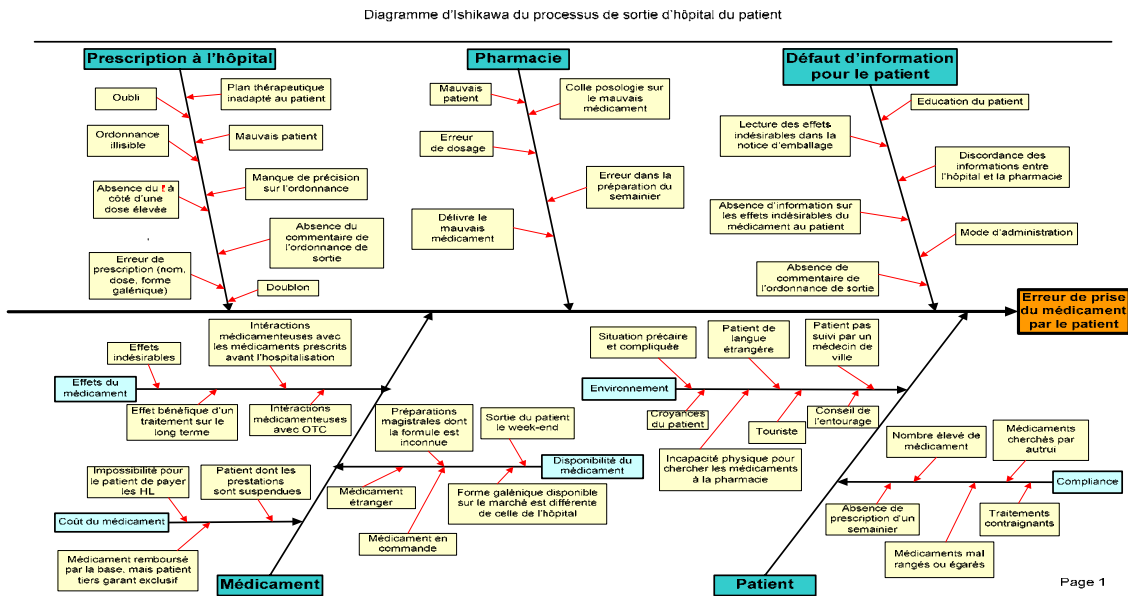 Diagramme d'Ishikawa du processus de sortie d'hôpital du patient
Prescription à l'hôpital
Pharmacie
Défaut d'information
pour le patient
Oubli
Plan thérapeutique
inadapté au patient
Ordonnance
illisible
Mauvais patient
Absence du ! à
côté d'une
dose élevée
Manque de précision
sur l'ordonnance
Absence du
commentaire de
l'ordonnance de
sortie
Erreur de
prescription (nom,
dose, forme
galénique)
Doublon
Mauvais
patient
Colle posologie sur
le mauvais
médicament
Erreur
de dosage
Erreur dans la
préparation du
semainier
Délivre le
mauvais
médicament
Education du patient
Lecture des effets
indésirables dans la
notice d'emballage
Discordance des
informations entre
l'hôpital et la pharmacie
Absence d'information sur
les effets indésirables du
médicament au patient
Mode d'administration
Absence de
commentaire de
l'ordonnance de sortie
Erreur de prise
du médicament
par le patient
Effets
indésirables
Intéractions
médicamenteuses avec
les médicaments prescrits
avant l'hospitalisation
Effets du
médicament
Effet bénéfique d'un
traitement sur le
long terme
Intéractions
médicamenteuses
avec OTC
Préparations
magistrales dont
la formule est
inconnue
Sortie du patient
le week-end
Disponibilité du
médicament
Médicament
étranger
Forme galénique disponible
sur le marché est différente
de celle de l'hôpital
Médicament en
commande
Impossibilité pour
le patient de payer
les HL
Patient dont les
prestations
sont suspendues
Coût du médicament
Médicament remboursé
par la base, mais patient
tiers garant exclusif
Médicament
Situation précaire
et compliquée
Patient de
langue
étrangère
Patient pas
suivi par un
médecin de
ville
Environnement
Croyances
du patient
Touriste
Conseil de
l'entourage
Incapacité physique pour
chercher les médicaments
à la pharmacie
Nombre élevé de
médicament
Médicaments
cherchés par
autrui
Compliance
Absence de
prescription d'un
semainier
Traitements
contraignants
Médicaments mal
rangés ou égarés
Patient
Page 1